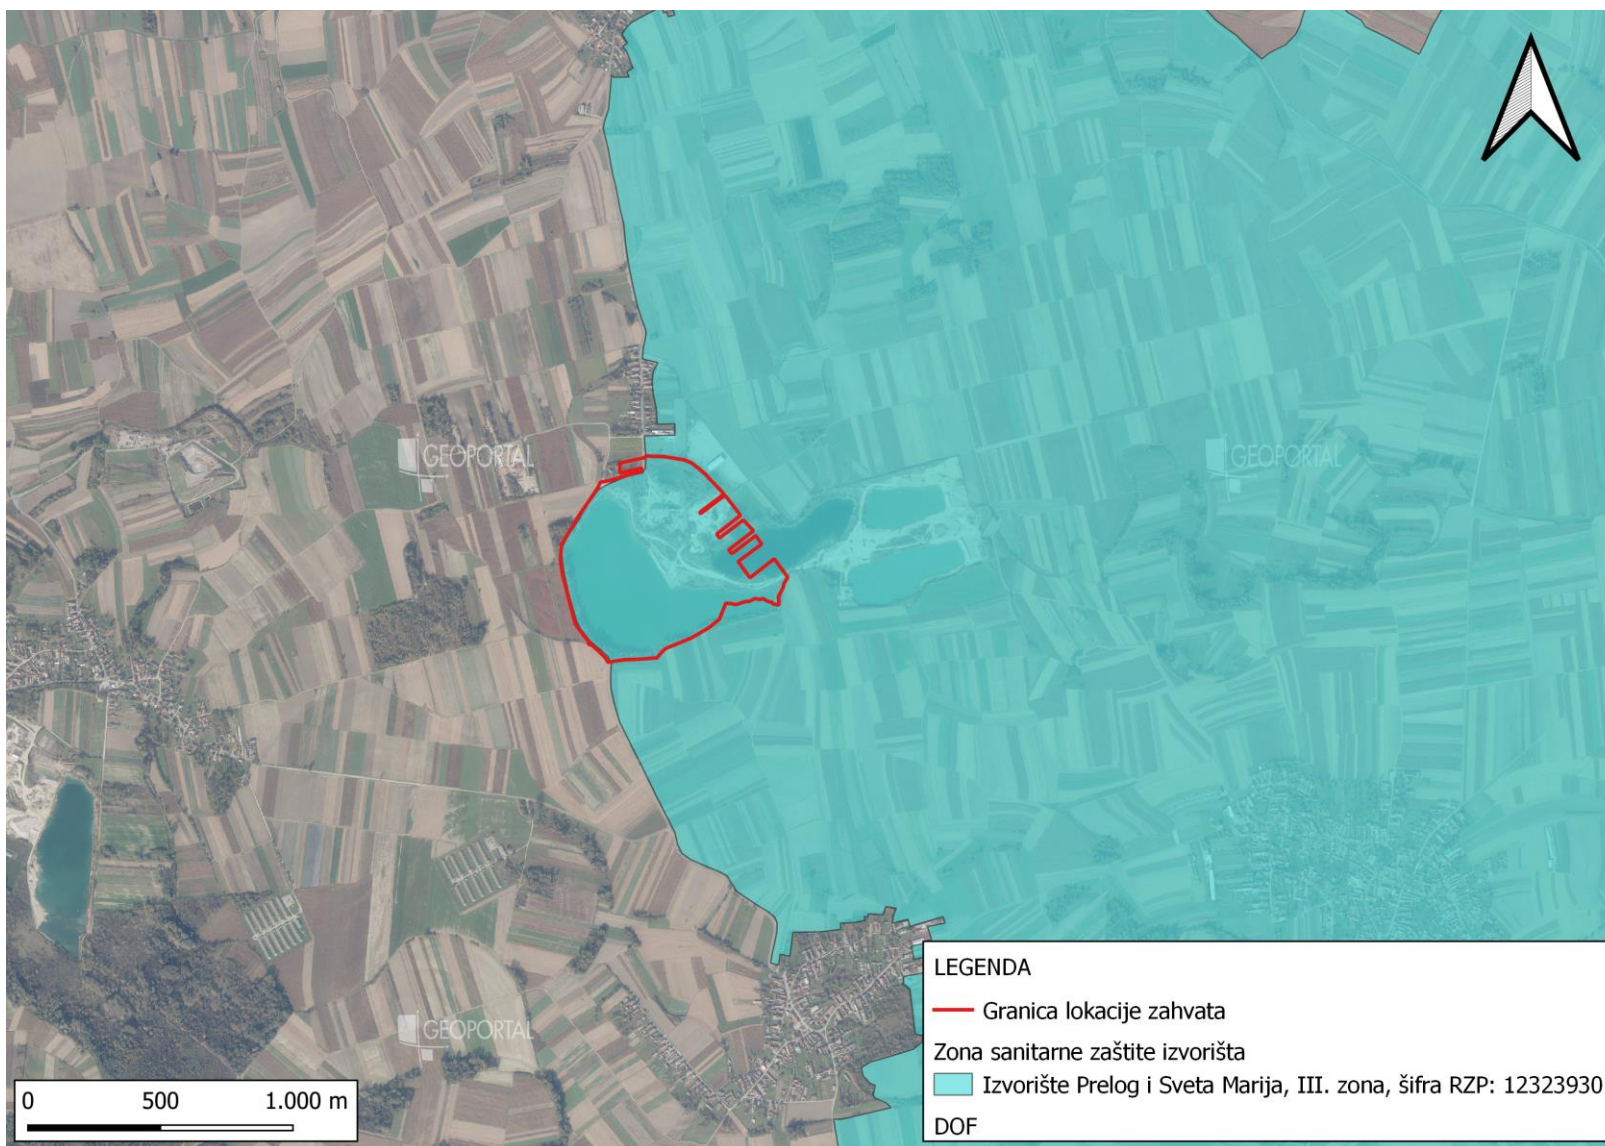 GEOPORTAL
GEOPORTAL
GEOPORTAL
LEGENDA
Granica lokacije zahvata
Zona sanitarne zaštite izvorišta
Izvorište Prelog i Sveta Marija, III. zona, šifra RZP: 12323930
DOF
0 500 1.000 m